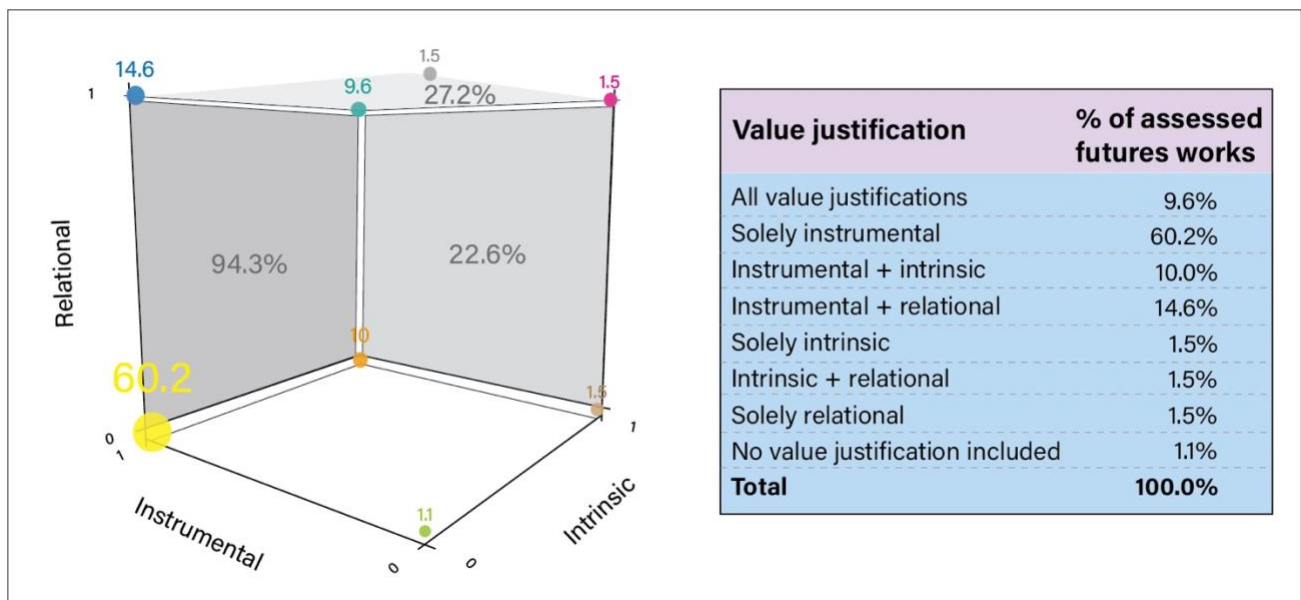 1.5
14.6
9.6
1.5
1
27.2%
Relational
94.3%
22.6%
10
60.2
1.5
0
1
1
Instrumental
1.1
Intrinsic
0
0
Value justification
% of assessed
futures works
All value justifications 9.6%
Solely instrumental 60.2%
Instrumental + intrinsic 10.0%
Instrumental + relational 14.6%
Solely intrinsic 1.5%
Intrinsic + relational 1.5%
Solely relational 1.5%
No value justification included 1.1%
Total 100.0%